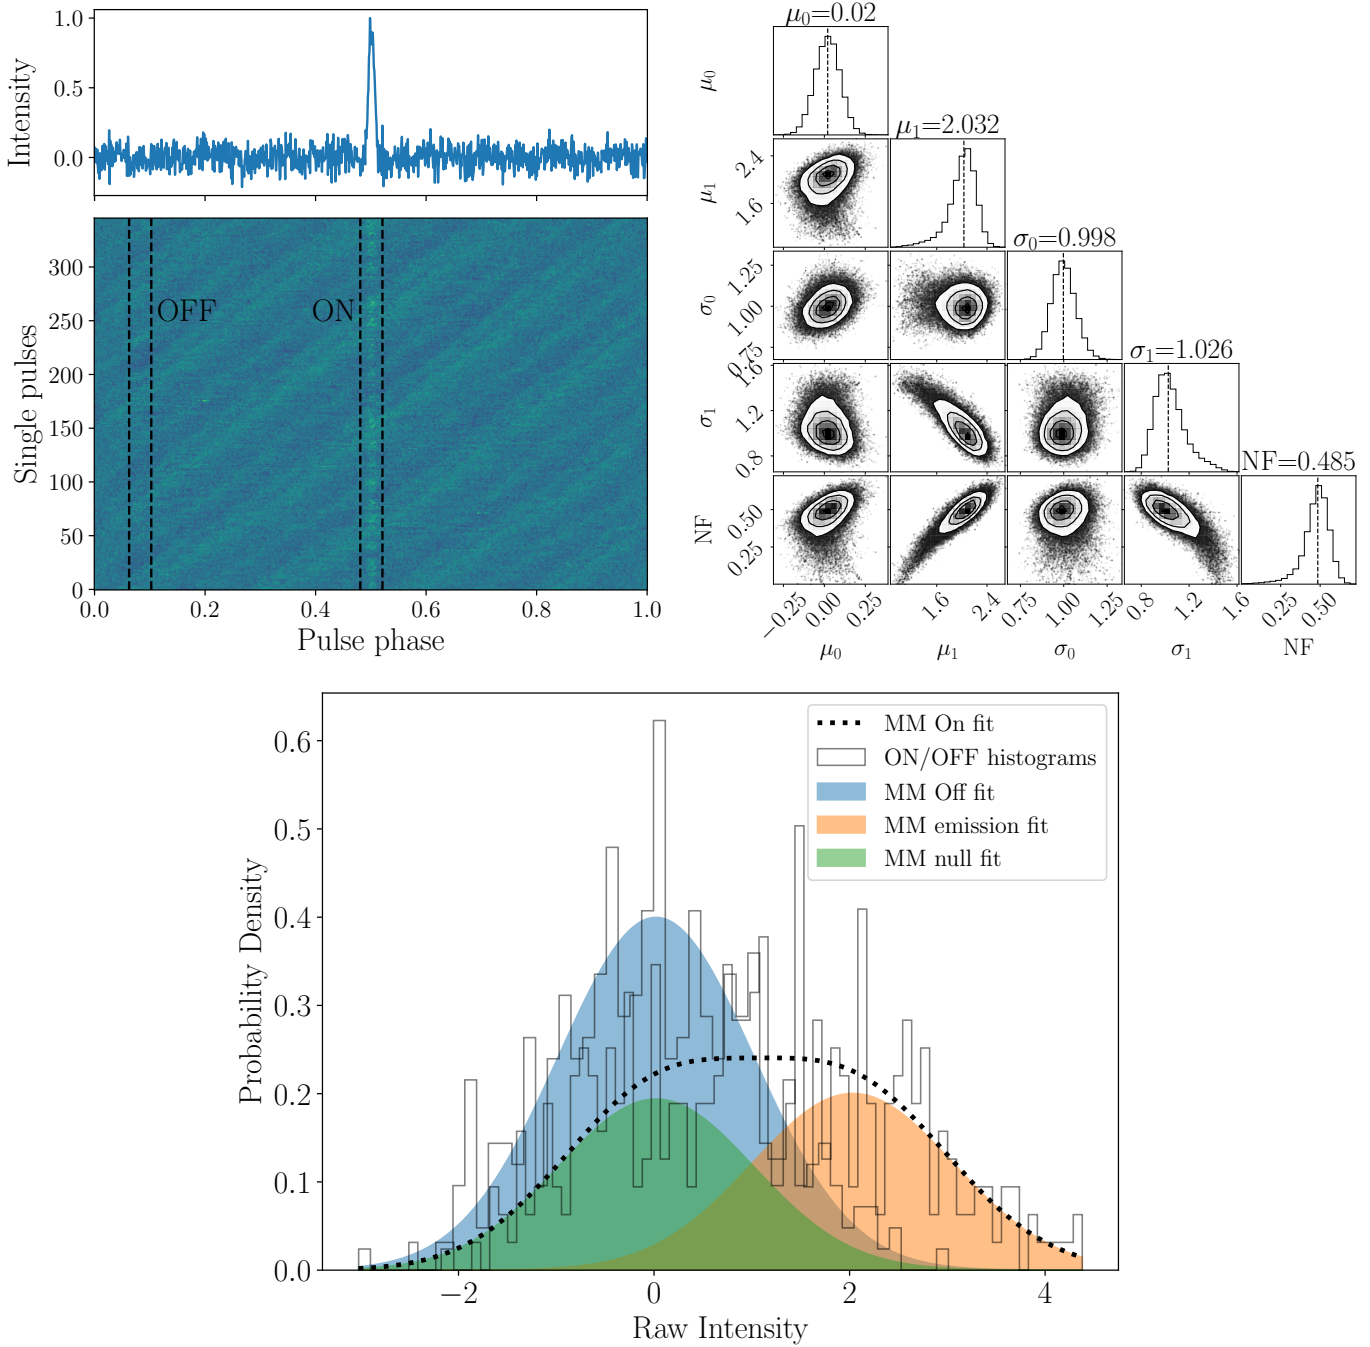 Intensity
1.0
0.5
0.0
Single pulses
300
250
200
150
100
50
0
OFF
ON
0.0 0.2 0.4 0.6 0.8 1.0
Pulse phase
μ₀=0.02
μ₀
μ₁=2.032
μ₁
2.4
1.6
σ₀=0.998
σ₀
1.25
1.00
0.75
σ₁=1.026
σ₁
1.6
1.2
0.8
NF=0.485
NF
0.50
0.25
−0.25 0.00 0.25 1.6 2.4 0.75 1.00 1.25 0.8 1.2 1.6 0.25 0.50
μ₀ μ₁ σ₀ σ₁ NF
Probability Density
0.6
0.5
0.4
0.3
0.2
0.1
0.0
MM On fit
ON/OFF histograms
MM Off fit
MM emission fit
MM null fit
−2 0 2 4
Raw Intensity